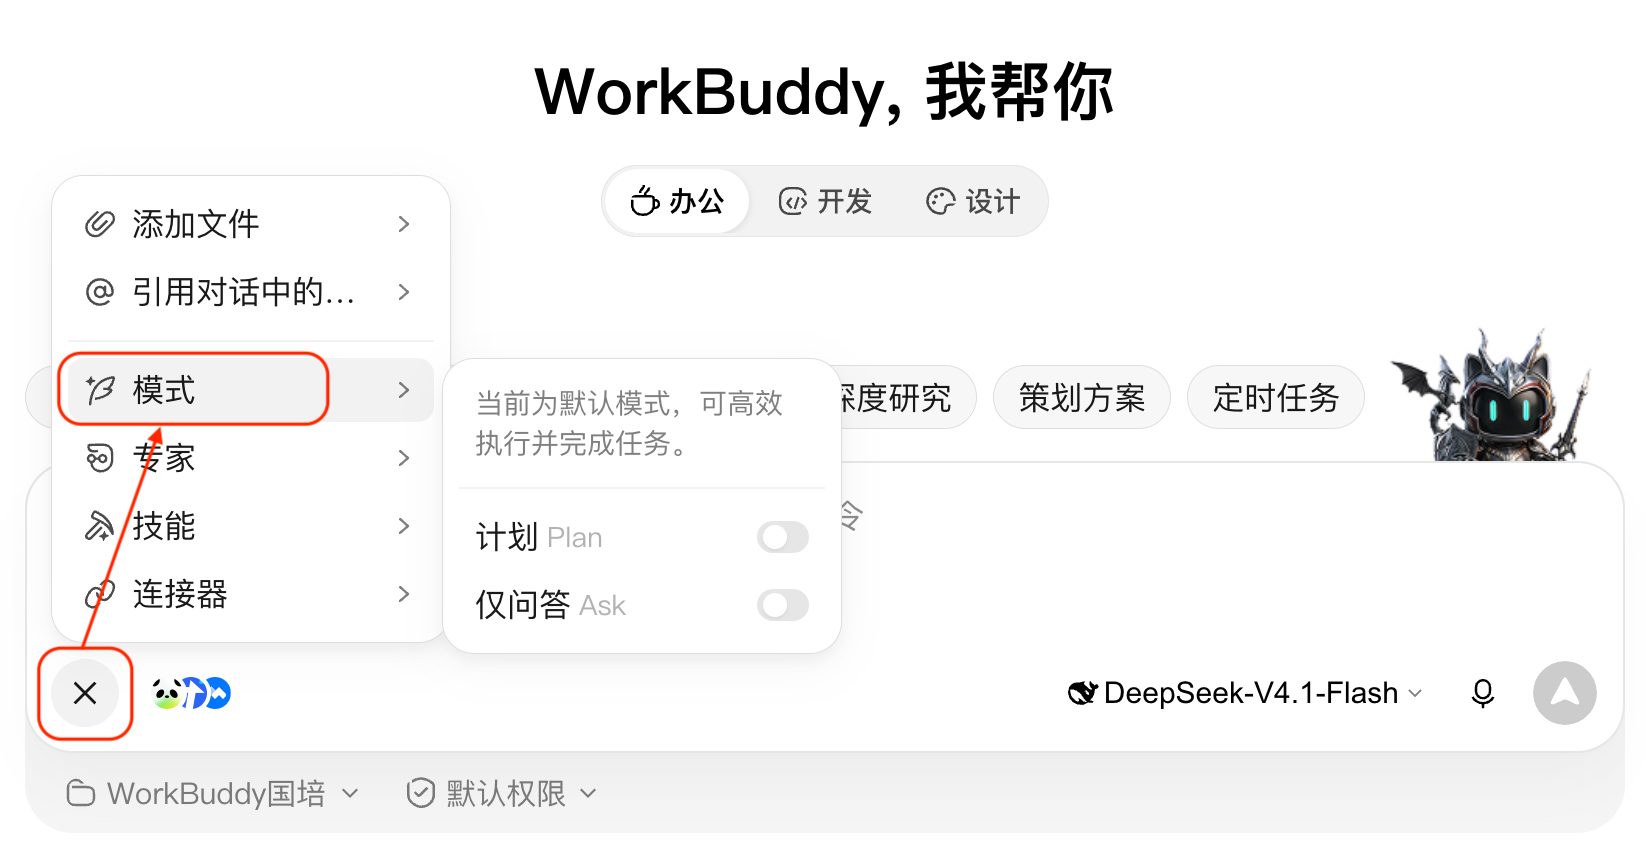 WorkBuddy, 我帮你
办公
开发
设计
添加文件
引用对话中的...
模式
专家
技能
连接器
当前为默认模式，可高效
执行并完成任务。
计划 Plan
仅问答 Ask
深度研究
策划方案
定时任务
令
DeepSeek-V4.1-Flash
WorkBuddy国培
默认权限